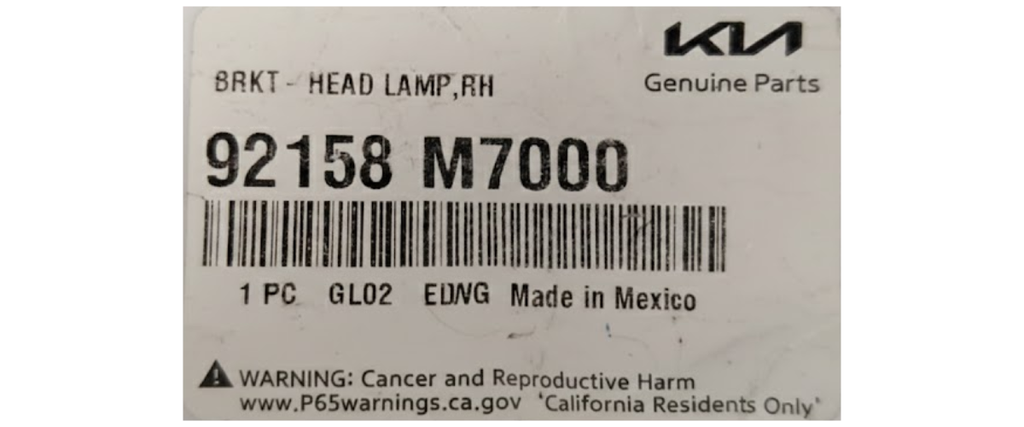 KIA
Genuine Parts
BRKT - HEAD LAMP,RH
92158 M7000
1 PC GL02 EDWG Made in Mexico
WARNING: Cancer and Reproductive Harm
www.P65warnings.ca.gov 'California Residents Only'